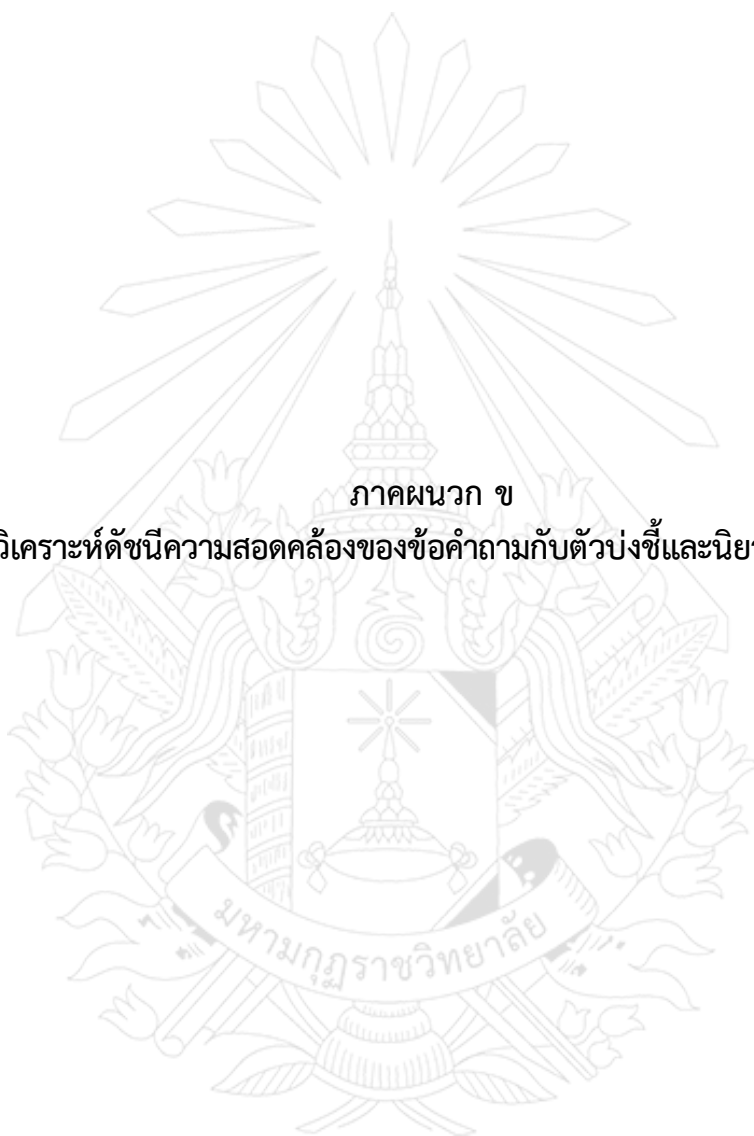 ภาคผนวก ข
วิเคราะห์ดัชนีความสอดคล้องของข้อคำถามกับตัวบ่งชี้และนิยา
มหามกุฏราชวิทยาลัย